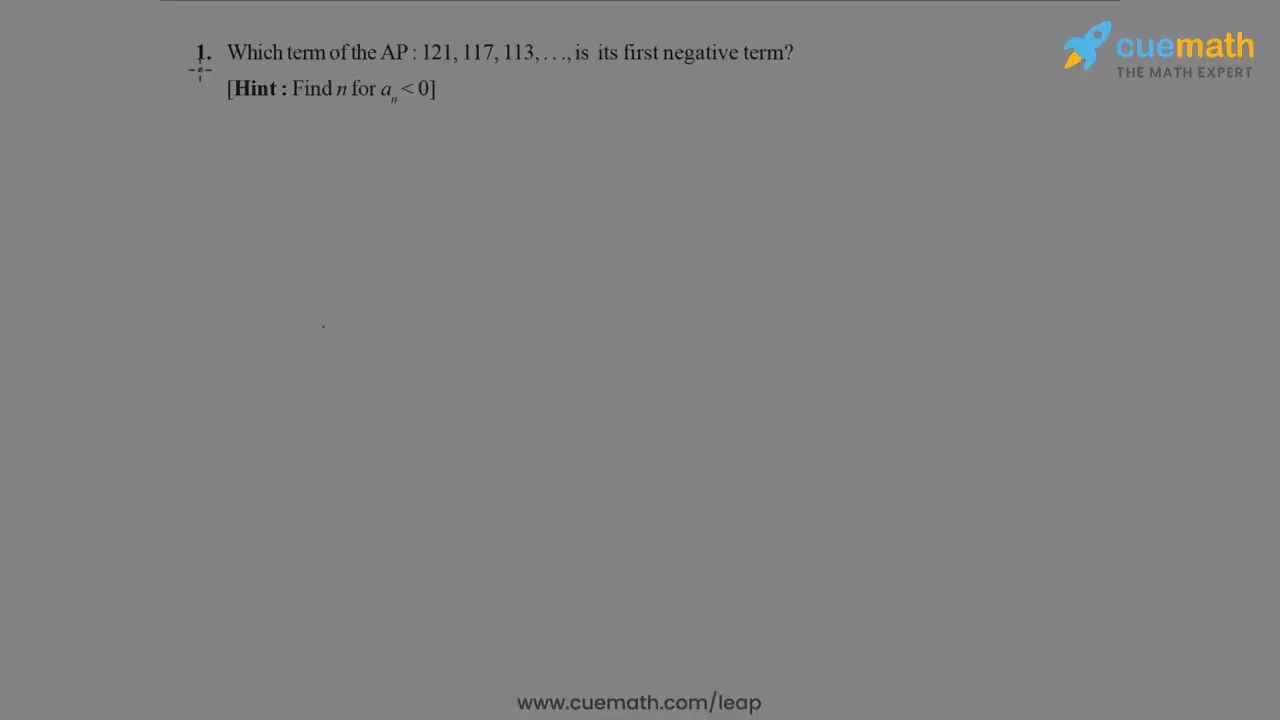 1. Which term of the AP : 121, 117, 113, . . ., is its first negative term?
[Hint : Find n for aₙ < 0]
cuemath
THE MATH EXPERT
www.cuemath.com/leap